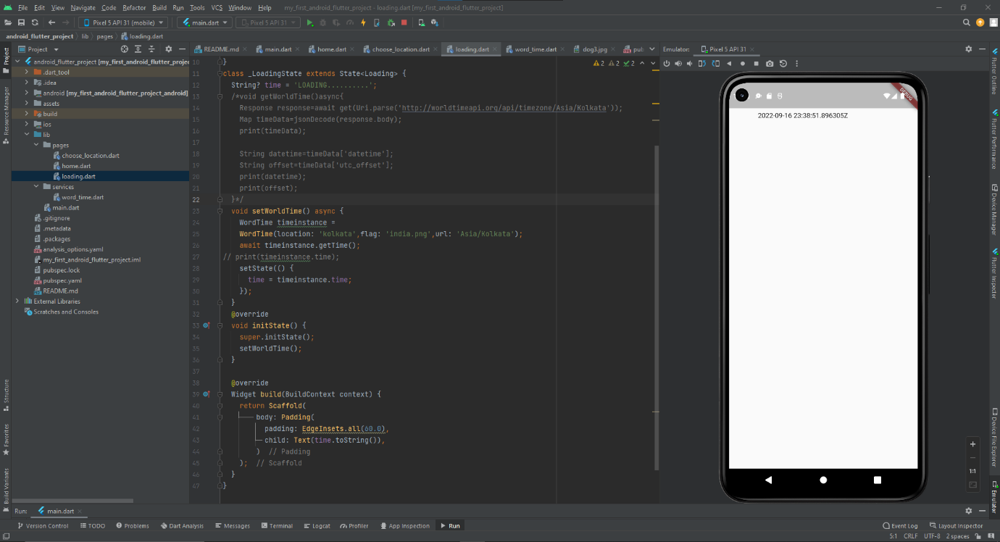 File Edit View Navigate Code Refactor Build Run Tools VCS Window Help my_first_android_flutter_project - loading.dart [my_first_android_flutter_project]
Pixel 5 API 31 (mobile) main.dart Pixel 5 API 31
android_flutter_project lib pages loading.dart
Project
README.md main.dart home.dart choose_location.dart loading.dart word_time.dart dog3.jpg pub
Emulator: Pixel 5 API 31
Project
Resource Manager
Structure
Favorites
Build Variants
android_flutter_project [my_first_android_flutter_projec
.dart_tool
.idea
android [my_first_android_flutter_project_android]
assets
build
ios
lib
pages
choose_location.dart
home.dart
loading.dart
services
word_time.dart
main.dart
.gitignore
.metadata
.packages
analysis_options.yaml
my_first_android_flutter_project.iml
pubspec.lock
pubspec.yaml
README.md
External Libraries
Scratches and Consoles
2 2 2
10 }
11 class _LoadingState extends State<Loading> {
12 String? time = 'LOADING..........';
13 /*void getWorldTime()async{
14 Response response=await get(Uri.parse('http://worldtimeapi.org/api/timezone/Asia/Kolkata'));
15 Map timeData=jsonDecode(response.body);
16 print(timeData);
17
18 String datetime=timeData['datetime'];
19 String offset=timeData['utc_offset'];
20 print(datetime);
21 print(offset);
22 }*/
23 void setWorldTime() async {
24 WordTime timeinstance =
25 WordTime(location: 'kolkata',flag: 'india.png',url: 'Asia/Kolkata');
26 await timeinstance.getTime();
27 // print(timeinstance.time);
28 setState(() {
29 time = timeinstance.time;
30 });
31 }
32 @override
33 void initState() {
34 super.initState();
35 setWorldTime();
36 }
37
38 @override
39 Widget build(BuildContext context) {
40 return Scaffold(
41 body: Padding(
42 padding: EdgeInsets.all(60.0),
43 child: Text(time.toString()),
44 ) // Padding
45 ); // Scaffold
46 }
47 }
DEBUG
2022-09-16 23:38:51.896305Z
1:1
Flutter Outline
Flutter Performance
Device Manager
Flutter Inspector
Device File Explorer
Emulator
Run: main.dart
Version Control TODO Problems Dart Analysis Messages Terminal Logcat Profiler App Inspection Run Event Log Layout Inspector
5:1 CRLF UTF-8 2 spaces